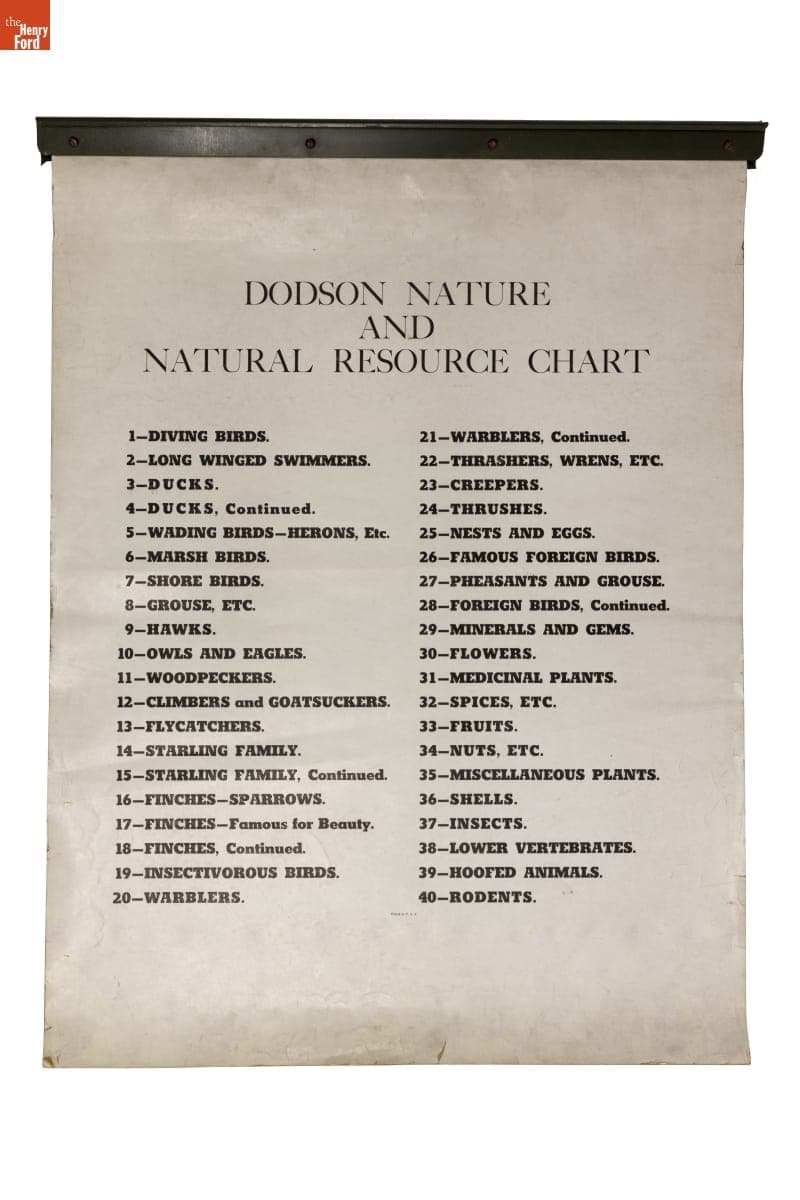 the
Henry
Ford
DODSON NATURE
AND
NATURAL RESOURCE CHART
1—DIVING BIRDS.
2—LONG WINGED SWIMMERS.
3—DUCKS.
4—DUCKS, Continued.
5—WADING BIRDS—HERONS, Etc.
6—MARSH BIRDS.
7—SHORE BIRDS.
8—GROUSE, ETC.
9—HAWKS.
10—OWLS AND EAGLES.
11—WOODPECKERS.
12—CLIMBERS and GOATSUCKERS.
13—FLYCATCHERS.
14—STARLING FAMILY.
15—STARLING FAMILY, Continued.
16—FINCHES—SPARROWS.
17—FINCHES—Famous for Beauty.
18—FINCHES, Continued.
19—INSECTIVOROUS BIRDS.
20—WARBLERS.
21—WARBLERS, Continued.
22—THRASHERS, WRENS, ETC.
23—CREEPERS.
24—THRUSHES.
25—NESTS AND EGGS.
26—FAMOUS FOREIGN BIRDS.
27—PHEASANTS AND GROUSE.
28—FOREIGN BIRDS, Continued.
29—MINERALS AND GEMS.
30—FLOWERS.
31—MEDICINAL PLANTS.
32—SPICES, ETC.
33—FRUITS.
34—NUTS, ETC.
35—MISCELLANEOUS PLANTS.
36—SHELLS.
37—INSECTS.
38—LOWER VERTEBRATES.
39—HOOFED ANIMALS.
40—RODENTS.